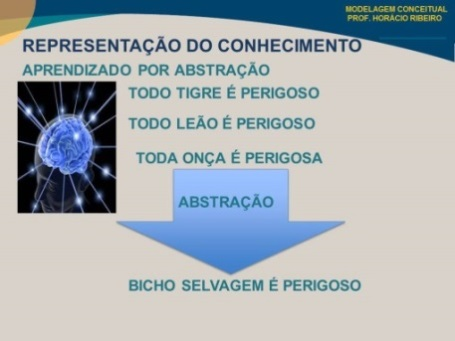 MODELAGEM CONCEITUAL
PROF. HORÁCIO RIBEIRO
REPRESENTAÇÃO DO CONHECIMENTO
APRENDIZADO POR ABSTRAÇÃO
TODO TIGRE É PERIGOSO
TODO LEÃO É PERIGOSO
TODA ONÇA É PERIGOSA
ABSTRAÇÃO
BICHO SELVAGEM É PERIGOSO